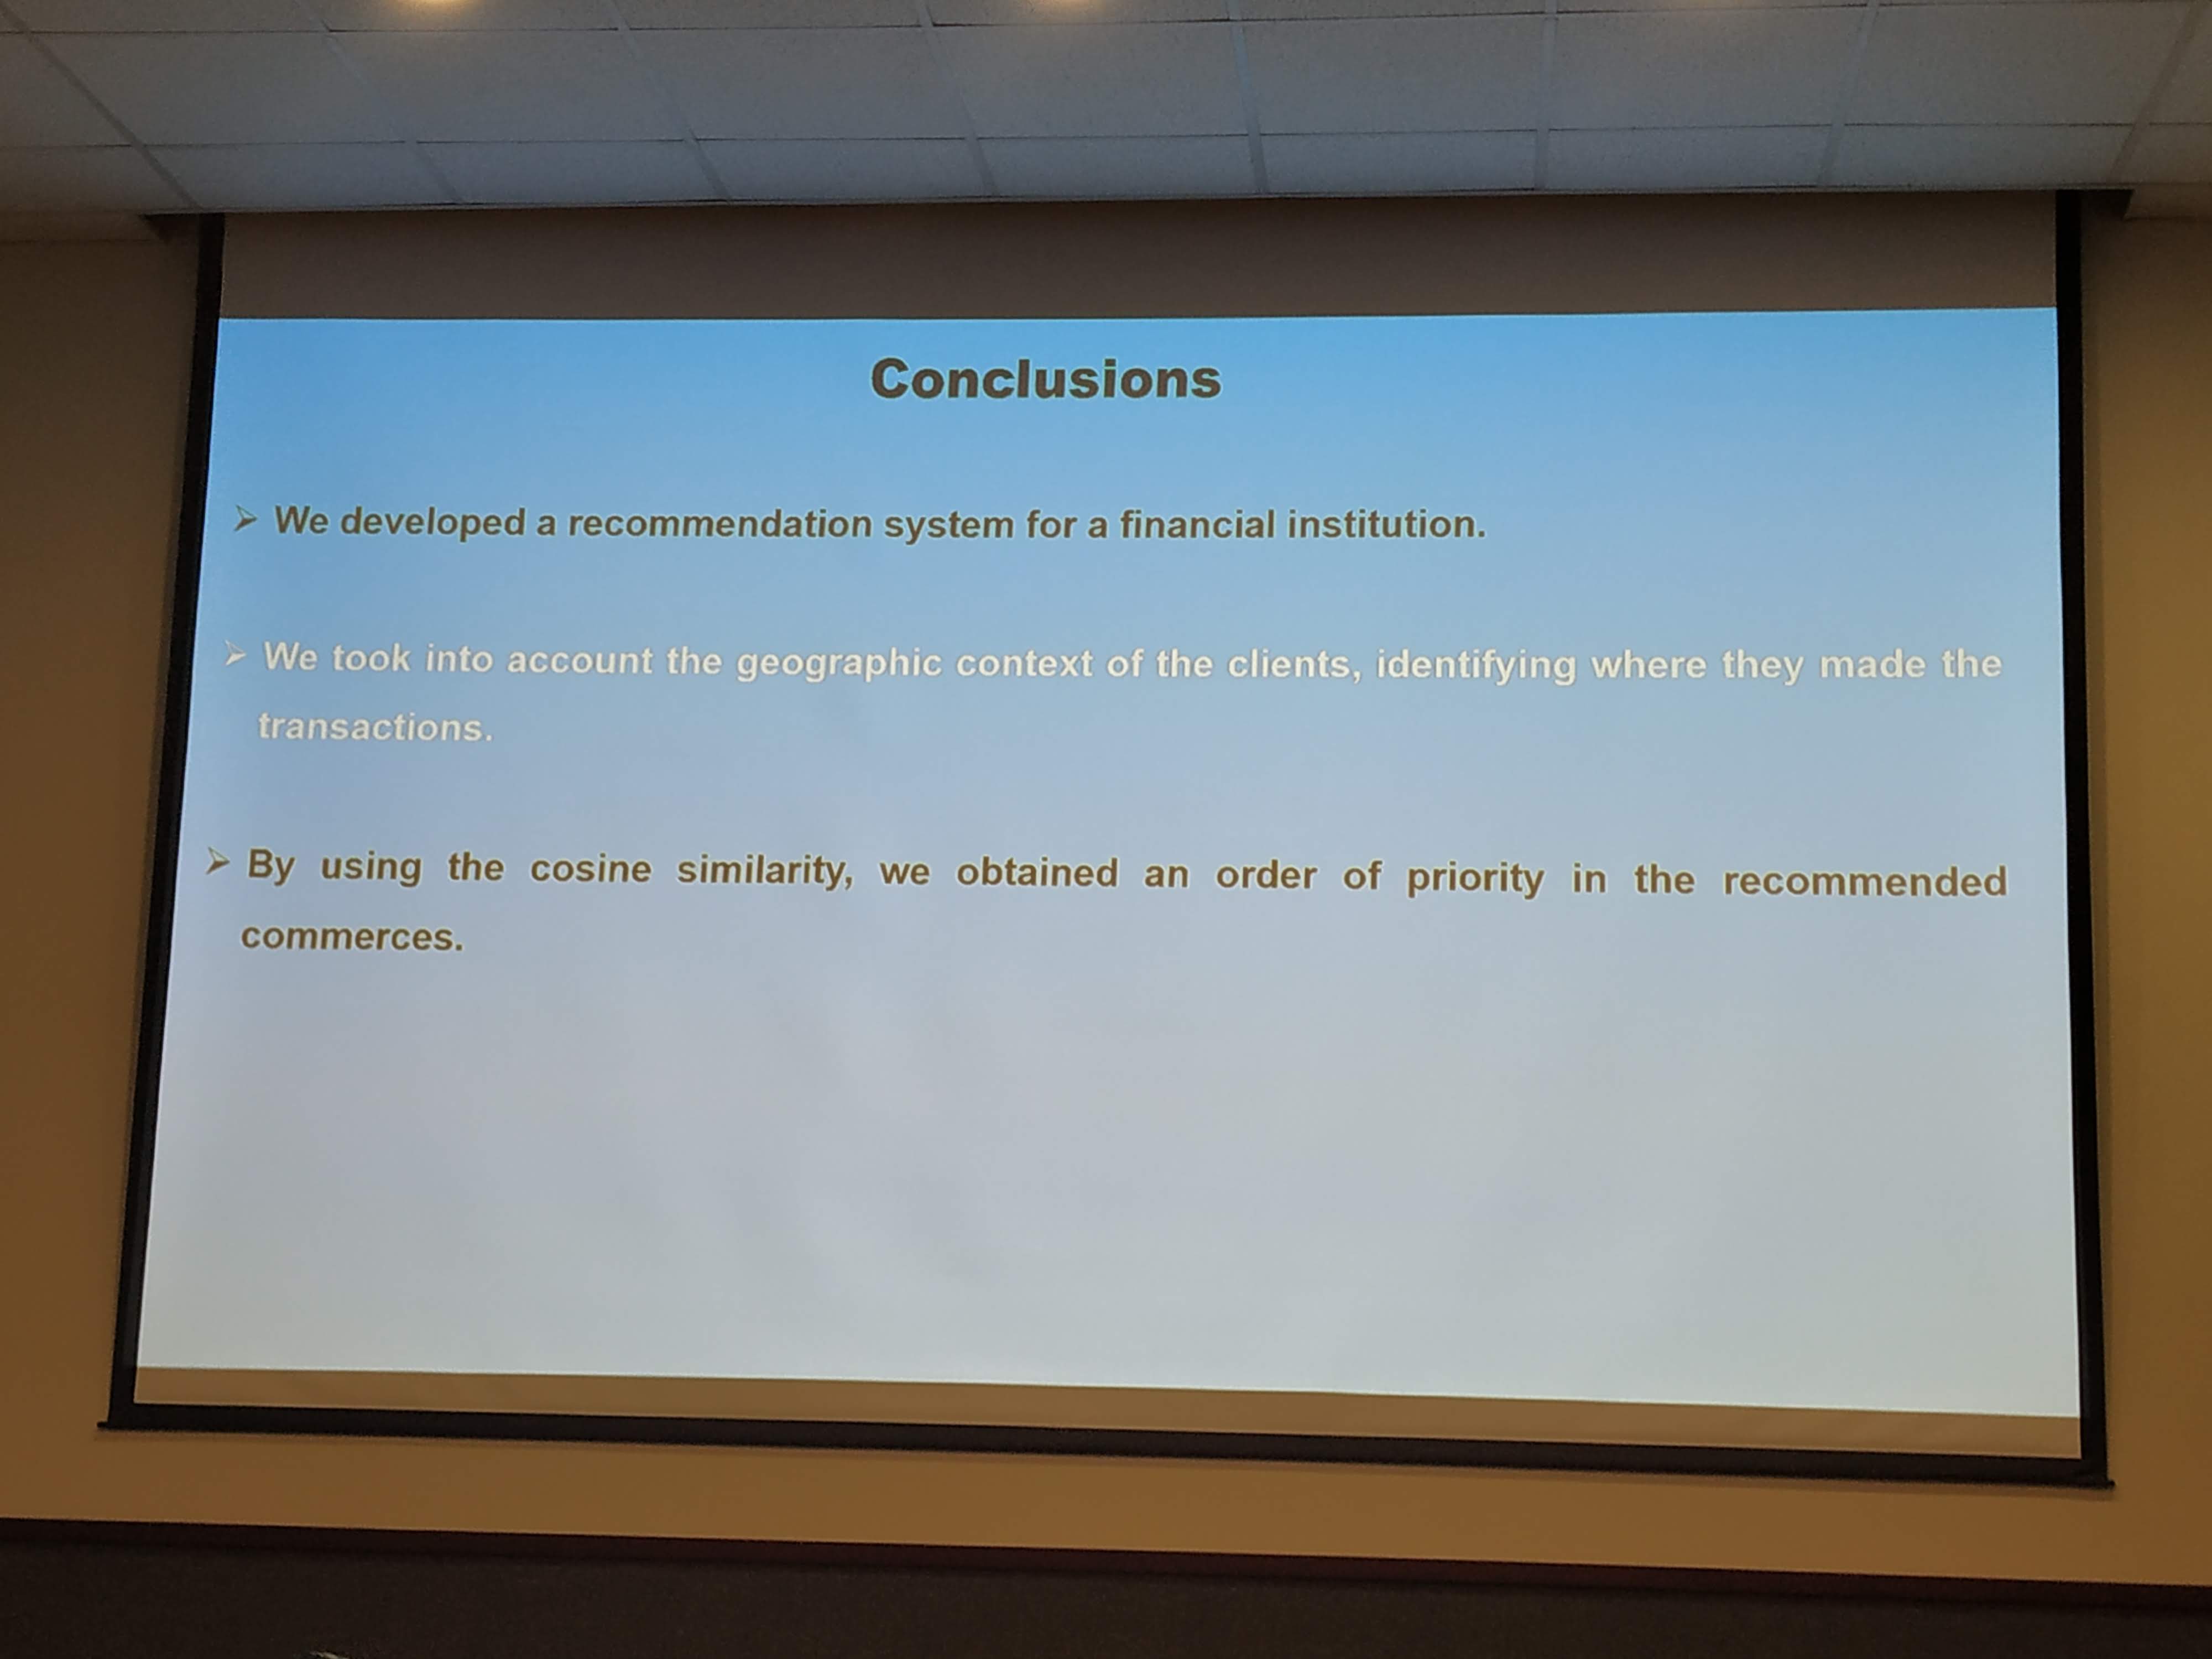 Conclusions
➢ We developed a recommendation system for a financial institution.
➢ We took into account the geographic context of the clients, identifying where they made the
transactions.
➢ By using the cosine similarity, we obtained an order of priority in the recommended
commerces.